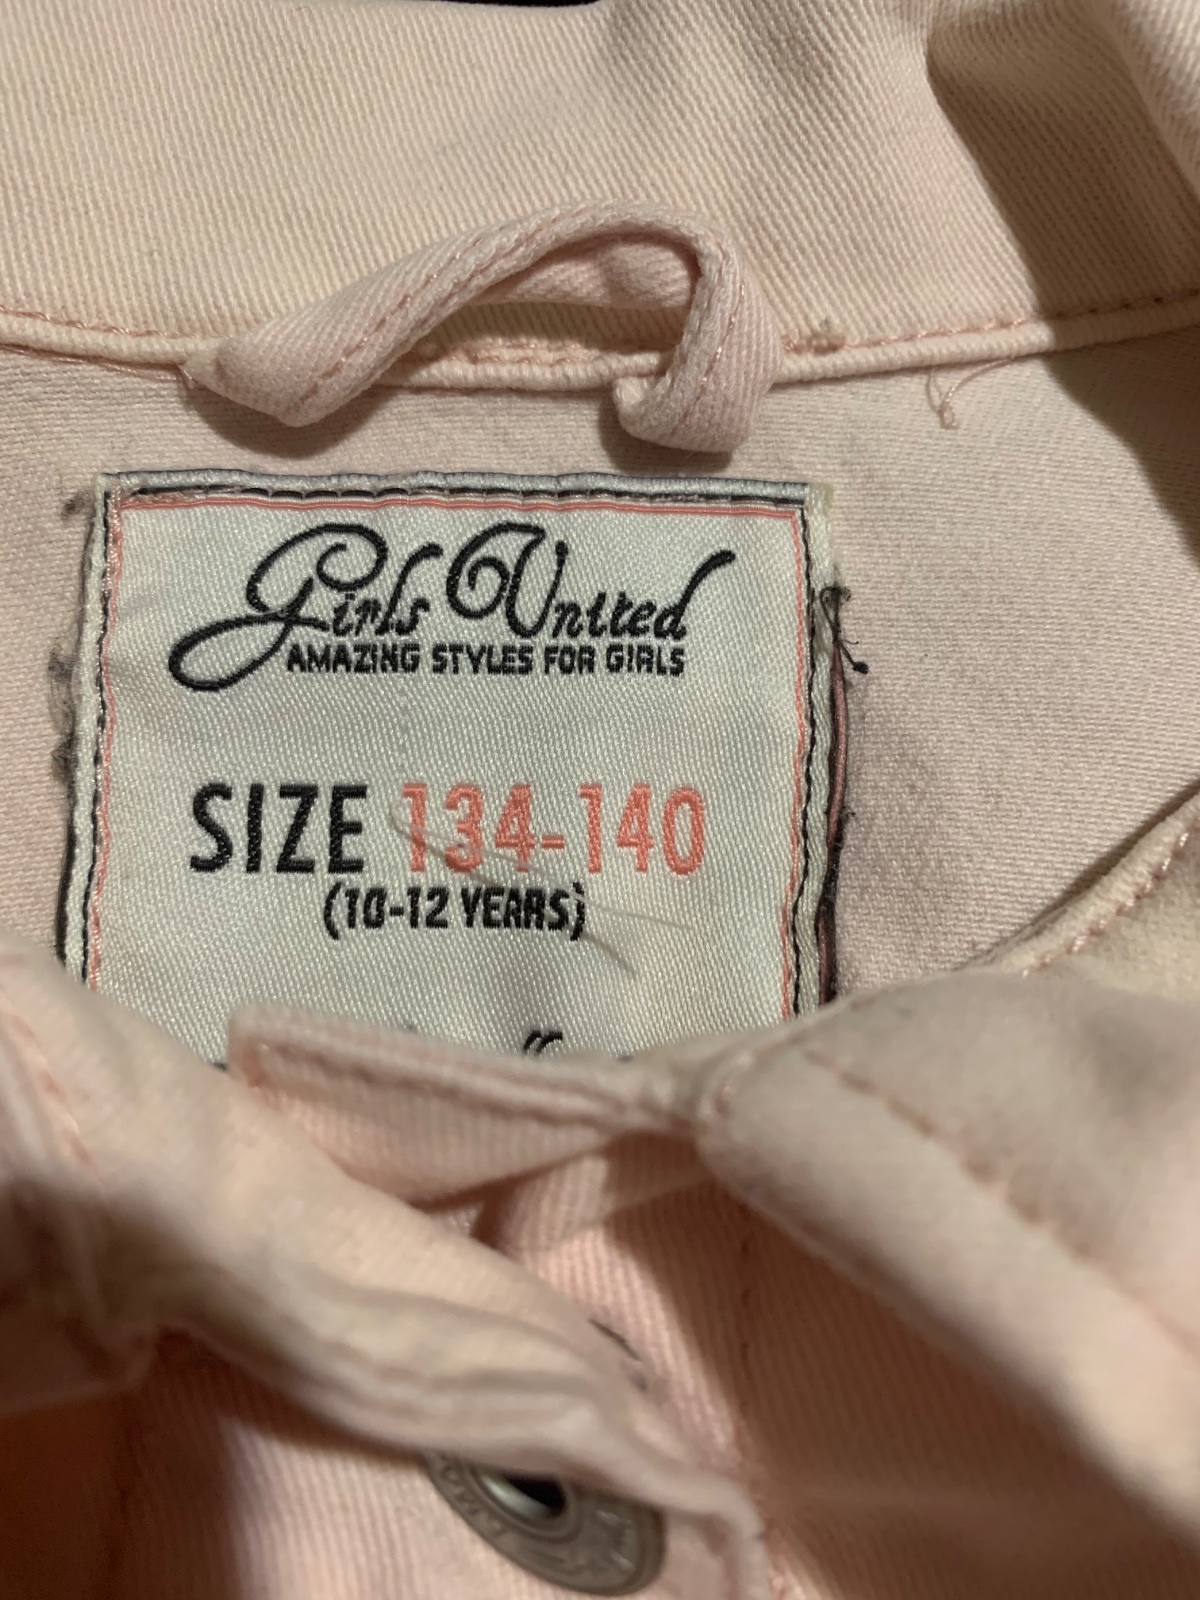 Girls United
AMAZING STYLES FOR GIRLS
SIZE 134-140
(10-12 YEARS)